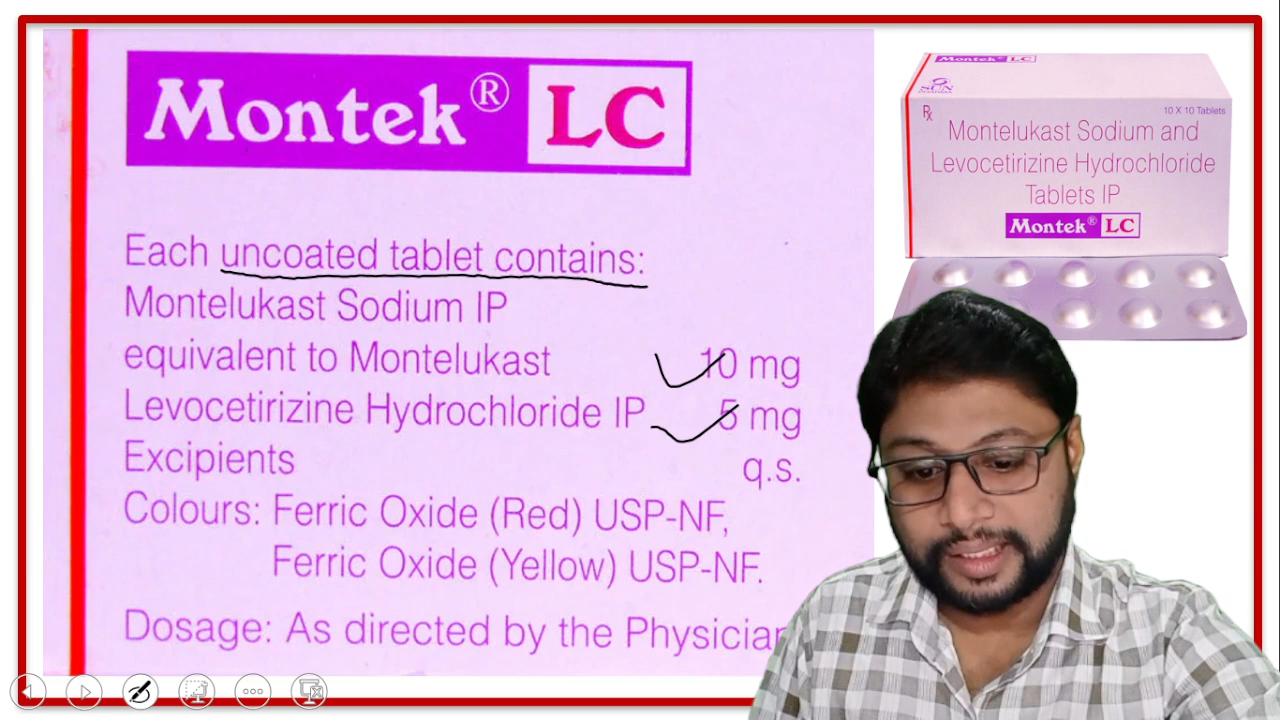 Montek® LC
Each uncoated tablet contains:
Montelukast Sodium IP
equivalent to Montelukast 10 mg
Levocetirizine Hydrochloride IP 5 mg
Excipients q.s.
Colours: Ferric Oxide (Red) USP-NF,
Ferric Oxide (Yellow) USP-NF.
Dosage: As directed by the Physician
Montek® LC
SUN
PHARMA
Rx
10 X 10 Tablets
Montelukast Sodium and
Levocetirizine Hydrochloride
Tablets IP
Montek® LC